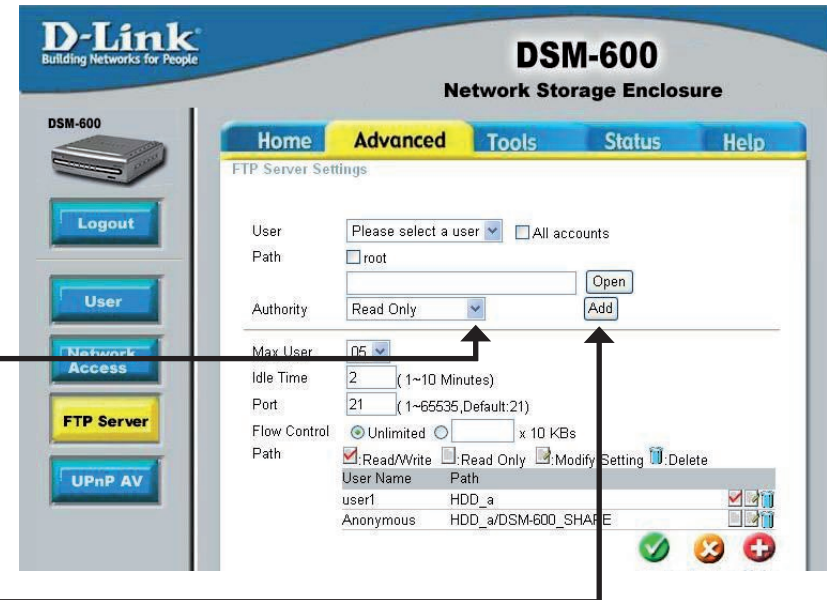 D-Link
Building Networks for People
DSM-600
Network Storage Enclosure
DSM-600
Home Advanced Tools Status Help
Logout
User
Network Access
FTP Server
UPnP AV
FTP Server Settings
User Please select a user All accounts
Path root
Open
Authority Read Only Add
Max User 05
Idle Time 2 ( 1~10 Minutes)
Port 21 ( 1~65535,Default:21)
Flow Control Unlimited x 10 KBs
Path :Read/Write :Read Only :Modify Setting :Delete
User Name Path
user1 HDD_a
Anonymous HDD_a/DSM-600_SHARE